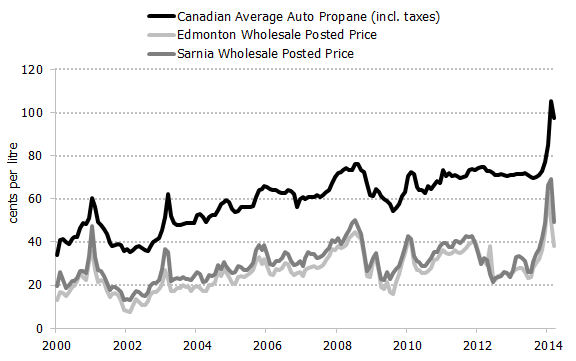 Canadian Average Auto Propane (incl. taxes)
Edmonton Wholesale Posted Price
Sarnia Wholesale Posted Price
cents per litre
120
100
80
60
40
20
0
2000 2002 2004 2006 2008 2010 2012 2014